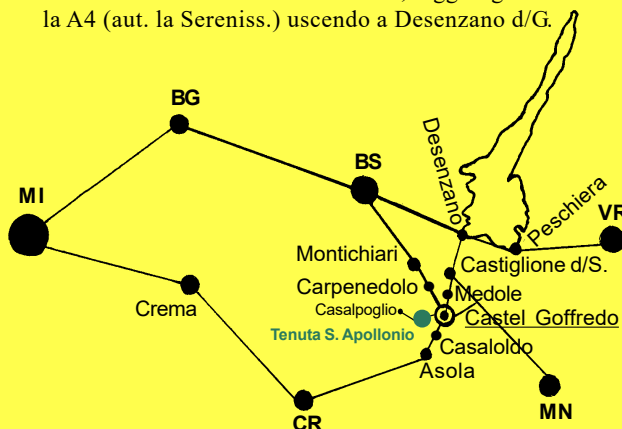 la A4 (aut. la Sereniss.) uscendo a Desenzano d/G.
BG
BS
Desenzano
MI
Peschiera
VR
Montichiari
Castiglione d/S.
Carpenedolo
Medole
Crema
Casalpoglio
Castel Goffredo
Tenuta S. Apollonio
Casaloldo
Asola
CR
MN